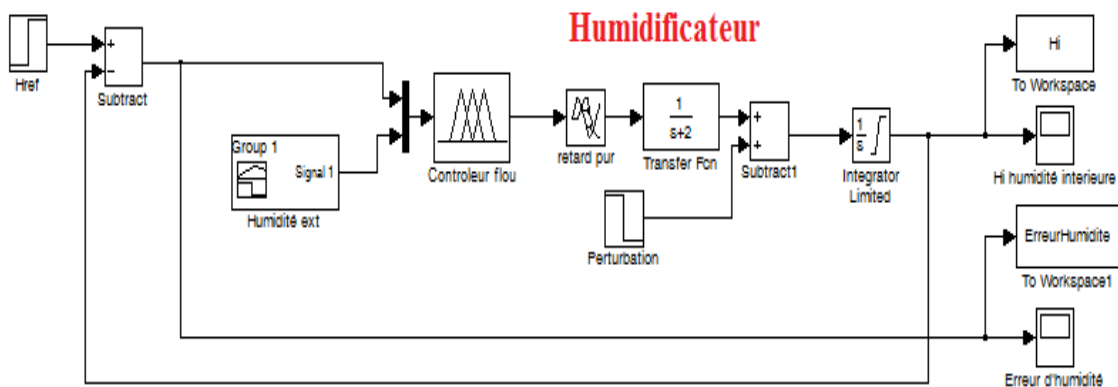 Humidificateur
Href
+
−
Subtract
Group 1
Signal 1
Humidité ext
Controleur flou
retard pur
1
s+2
Transfer Fcn
Perturbation
+
+
Subtract1
1
s
Integrator
Limited
Hi
To Workspace
Hi humidité interieure
ErreurHumidite
To Workspace1
Erreur d'humidité